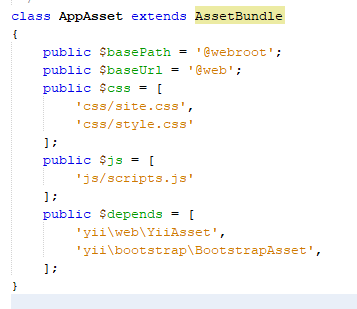 class AppAsset extends AssetBundle
{
    public $basePath = '@webroot';
    public $baseUrl = '@web';
    public $css = [
        'css/site.css',
        'css/style.css'
    ];
    public $js = [
        'js/scripts.js'
    ];
    public $depends = [
        'yii\web\YiiAsset',
        'yii\bootstrap\BootstrapAsset',
    ];
}